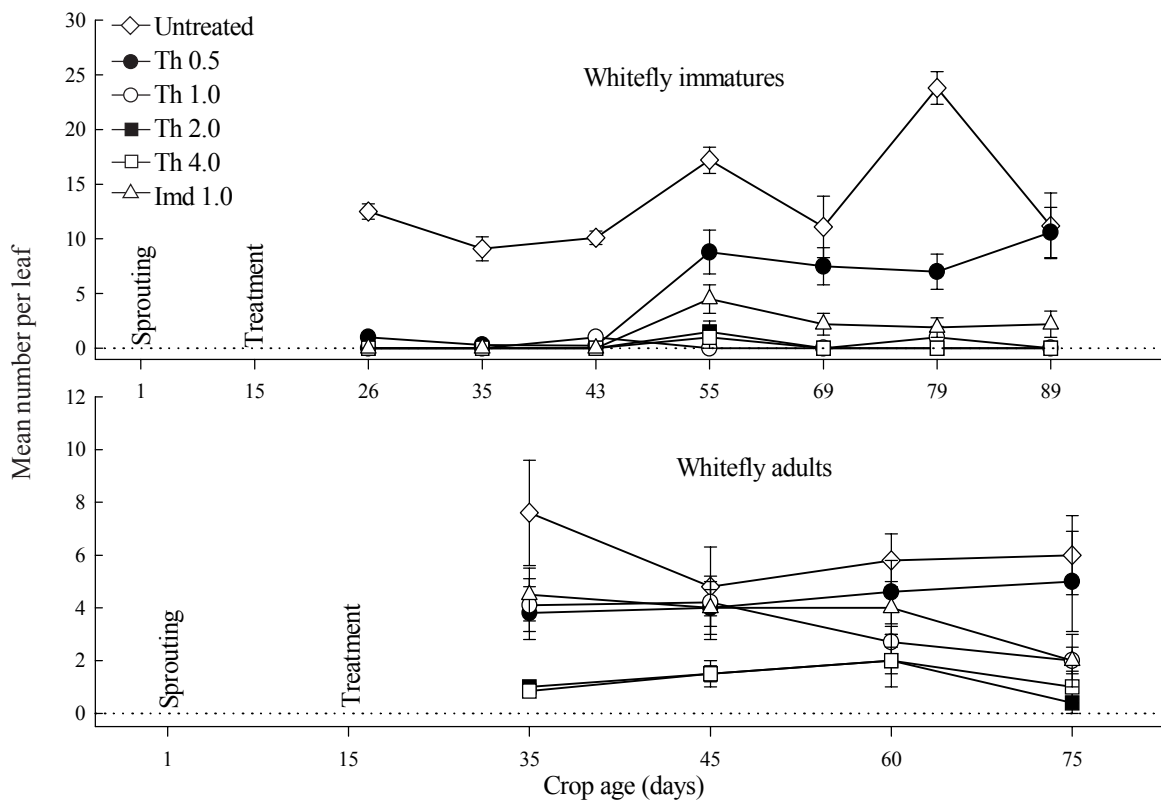 Mean number per leaf
30
25
20
15
10
5
0
Untreated
Th 0.5
Th 1.0
Th 2.0
Th 4.0
Imd 1.0
Whitefly immatures
Sprouting
Treatment
1 15 26 35 43 55 69 79 89
12
10
8
6
4
2
0
Whitefly adults
Sprouting
Treatment
1 15 35 45 60 75
Crop age (days)